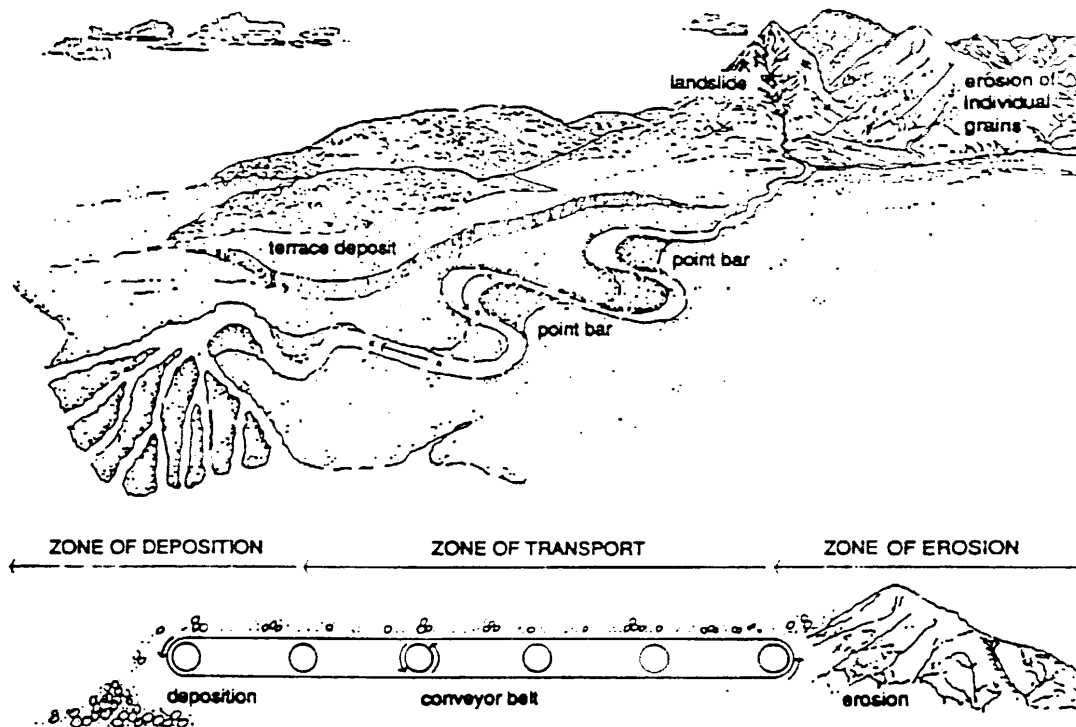 landslide
erosion of
individual
grains
terrace deposit
point bar
point bar
ZONE OF DEPOSITION
ZONE OF TRANSPORT
ZONE OF EROSION
deposition
conveyor belt
erosion